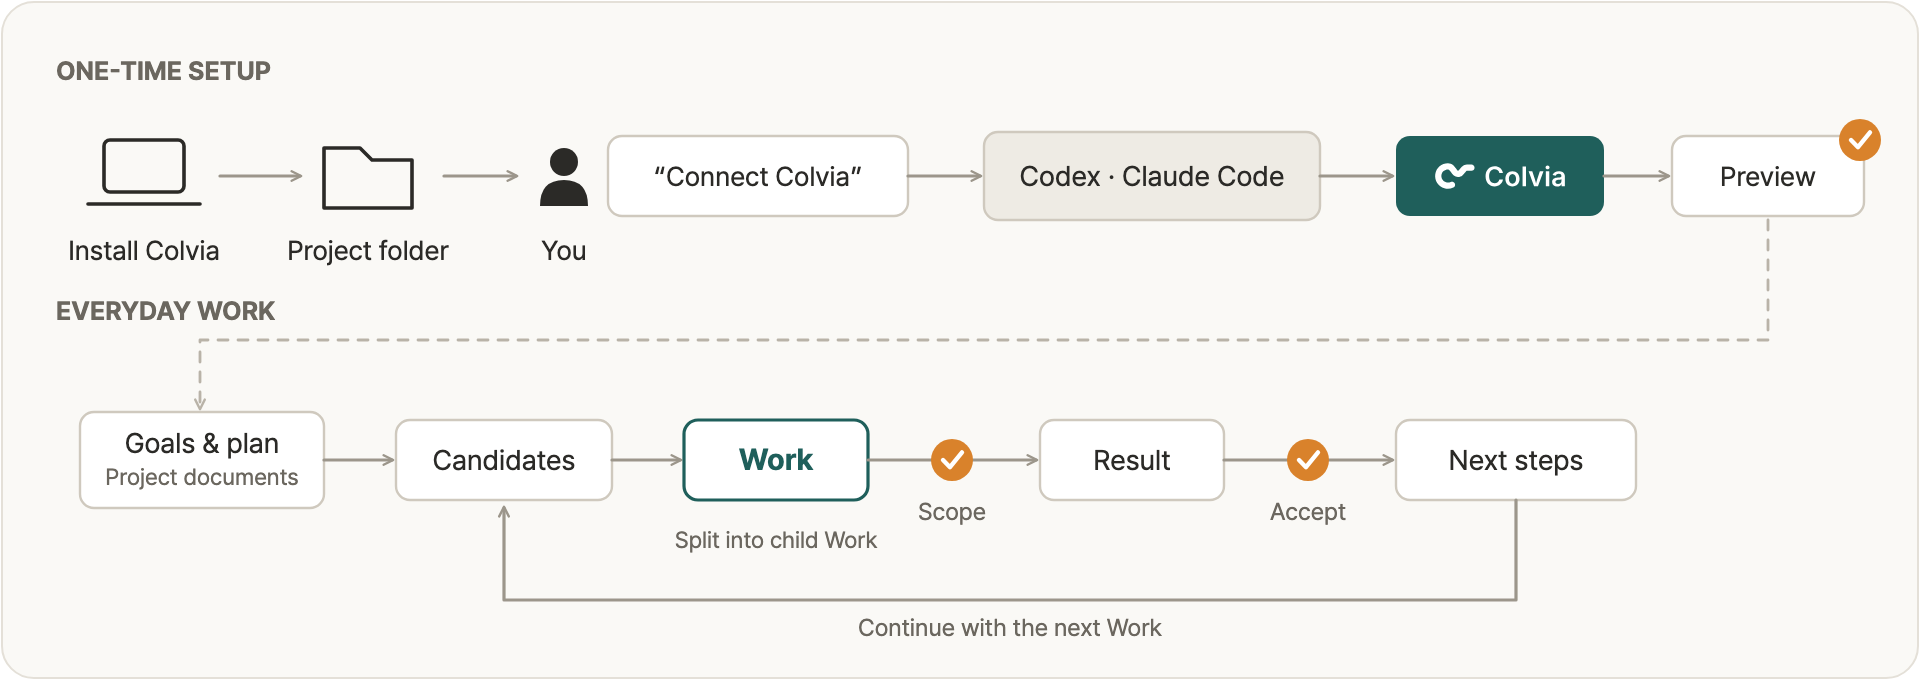 ONE-TIME SETUP
“Connect Colvia”
Codex · Claude Code
Colvia
Preview
Install Colvia
Project folder
You
EVERYDAY WORK
Goals & plan
Project documents
Candidates
Work
Split into child Work
Scope
Result
Accept
Next steps
Continue with the next Work